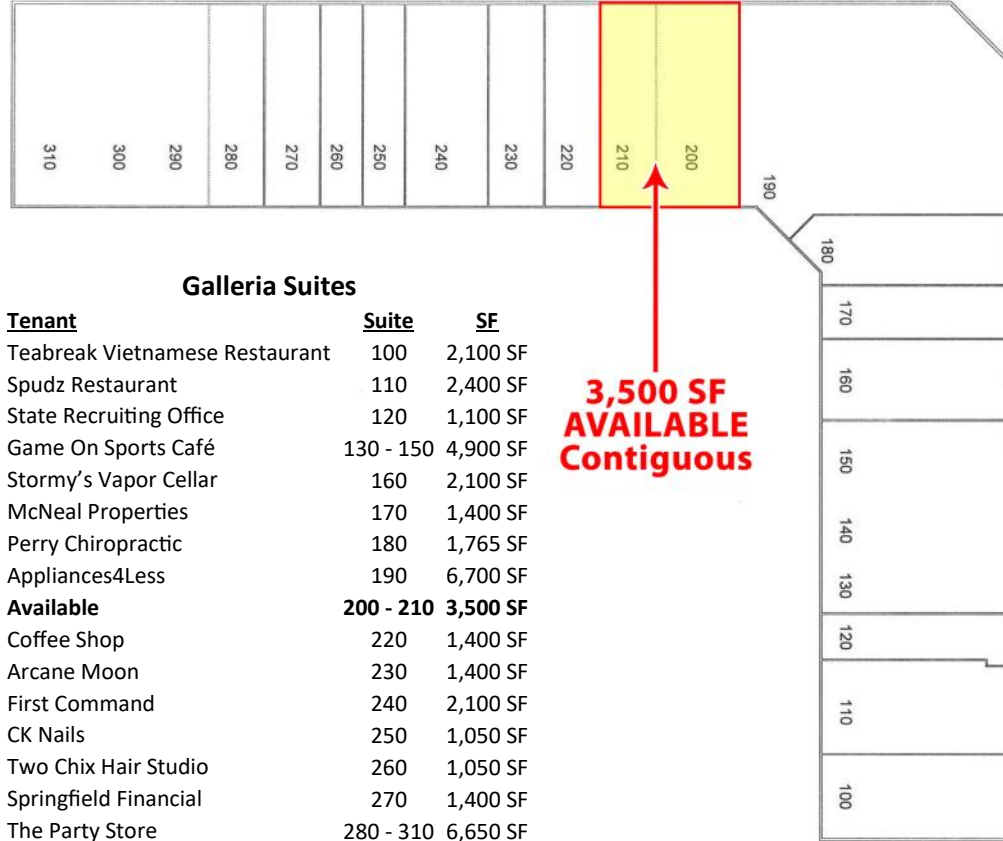 310
300
290
280
270
260
250
240
230
220
210
200
190
180
170
160
150
140
130
120
110
100
3,500 SF
AVAILABLE
Contiguous
Galleria Suites
Tenant Suite SF
Teabreak Vietnamese Restaurant 100 2,100 SF
Spudz Restaurant 110 2,400 SF
State Recruiting Office 120 1,100 SF
Game On Sports Café 130 - 150 4,900 SF
Stormy’s Vapor Cellar 160 2,100 SF
McNeal Properties 170 1,400 SF
Perry Chiropractic 180 1,765 SF
Appliances4Less 190 6,700 SF
Available 200 - 210 3,500 SF
Coffee Shop 220 1,400 SF
Arcane Moon 230 1,400 SF
First Command 240 2,100 SF
CK Nails 250 1,050 SF
Two Chix Hair Studio 260 1,050 SF
Springfield Financial 270 1,400 SF
The Party Store 280 - 310 6,650 SF